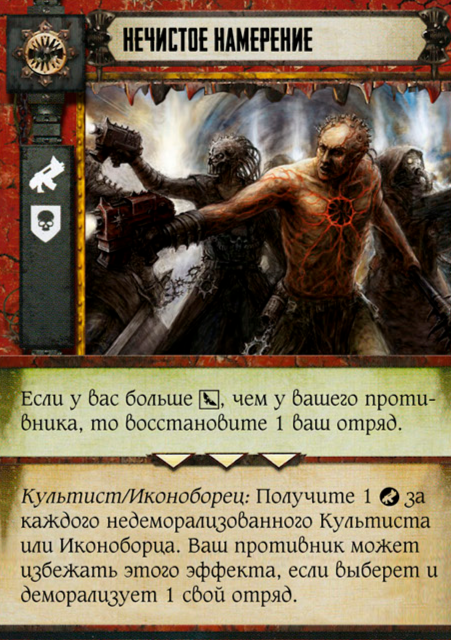 НЕЧИСТОЕ НАМЕРЕНИЕ
Если у вас больше , чем у вашего проти-
вника, то восстановите 1 ваш отряд.
Культист/Иконоборец: Получите 1 за
каждого недеморализованного Культиста
или Иконоборца. Ваш противник может
избежать этого эффекта, если выберет и
деморализует 1 свой отряд.